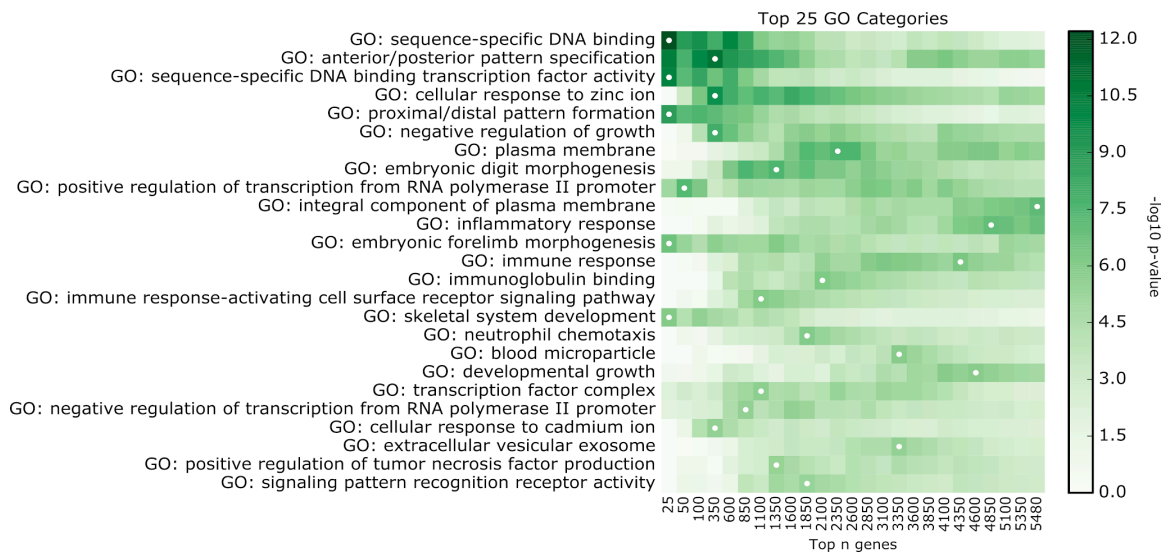 Top 25 GO Categories
GO: sequence-specific DNA binding
GO: anterior/posterior pattern specification
GO: sequence-specific DNA binding transcription factor activity
GO: cellular response to zinc ion
GO: proximal/distal pattern formation
GO: negative regulation of growth
GO: plasma membrane
GO: embryonic digit morphogenesis
GO: positive regulation of transcription from RNA polymerase II promoter
GO: integral component of plasma membrane
GO: inflammatory response
GO: embryonic forelimb morphogenesis
GO: immune response
GO: immunoglobulin binding
GO: immune response-activating cell surface receptor signaling pathway
GO: skeletal system development
GO: neutrophil chemotaxis
GO: blood microparticle
GO: developmental growth
GO: transcription factor complex
GO: negative regulation of transcription from RNA polymerase II promoter
GO: cellular response to cadmium ion
GO: extracellular vesicular exosome
GO: positive regulation of tumor necrosis factor production
GO: signaling pattern recognition receptor activity
25
50
100
350
600
850
1100
1350
1600
1850
2100
2350
2600
2850
3100
3350
3600
3850
4100
4350
4600
4850
5100
5350
5480
Top n genes
12.0
10.5
9.0
7.5
6.0
4.5
3.0
1.5
0.0
-log10 p-value